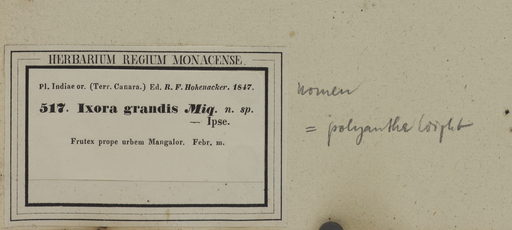 HERBARIUM REGIUM MONACENSE.
Pl. Indiae or. (Terr. Canara.) Ed. R. F. Hohenacker. 1847.
517. Ixora grandis Miq. n. sp.
— Ipse.
Frutex prope urbem Mangalor. Febr. m.
nomen
= polyantha Wight